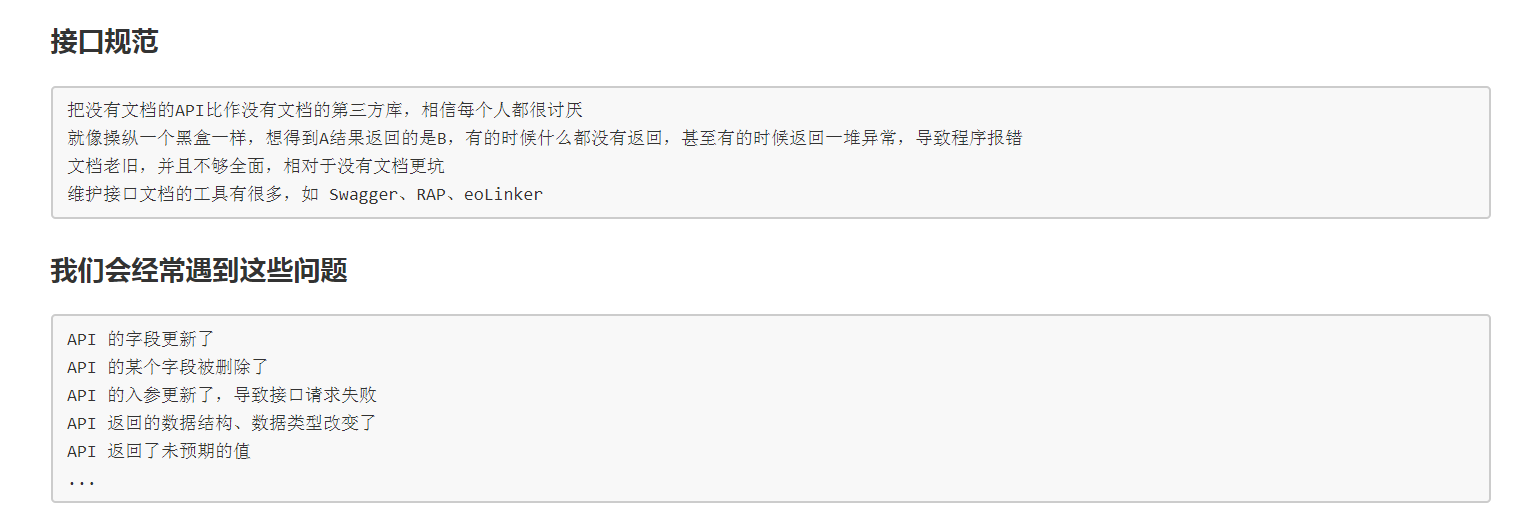 接口规范
把没有文档的API比作没有文档的第三方库，相信每个人都很讨厌
就像操纵一个黑盒一样，想得到A结果返回的是B，有的时候什么都没有返回，甚至有的时候返回一堆异常，导致程序报错
文档老旧，并且不够全面，相对于没有文档更坑
维护接口文档的工具有很多，如 Swagger、RAP、eoLinker
我们会经常遇到这些问题
API 的字段更新了
API 的某个字段被删除了
API 的入参更新了，导致接口请求失败
API 返回的数据结构、数据类型改变了
API 返回了未预期的值
...